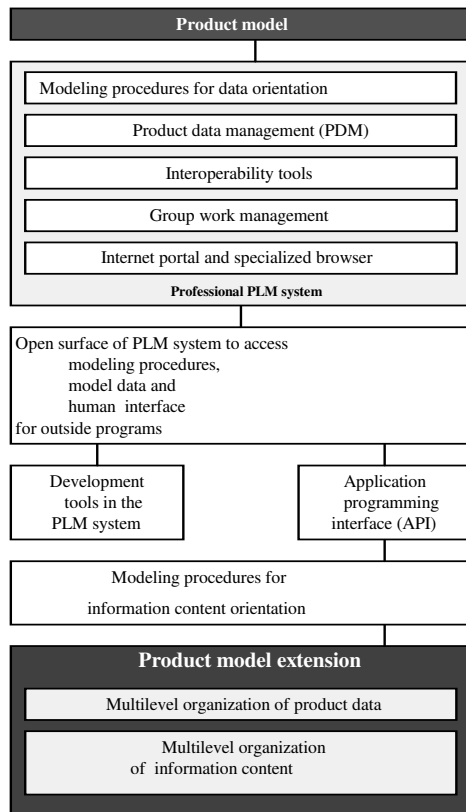 Product model
Modeling procedures for data orientation
Product data management (PDM)
Interoperability tools
Group work management
Internet portal and specialized browser
Professional PLM system
Open surface of PLM system to access
modeling procedures,
model data and
human interface
for outside programs
Development
tools in the
PLM system
Application
programming
interface (API)
Modeling procedures for
information content orientation
Product model extension
Multilevel organization of product data
Multilevel organization
of information content